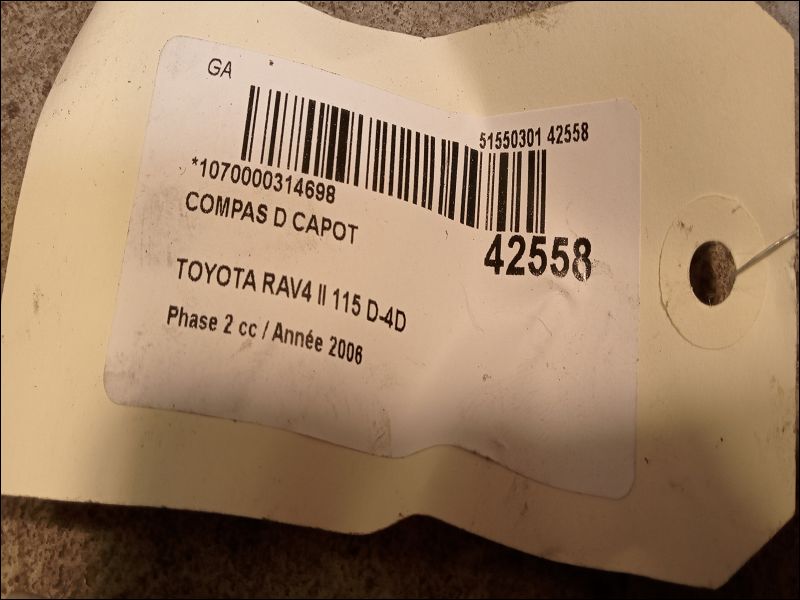 GA
51550301 42558
*1070000314698
COMPAS D CAPOT
42558
TOYOTA RAV4 II 115 D-4D
Phase 2 cc / Année 2006